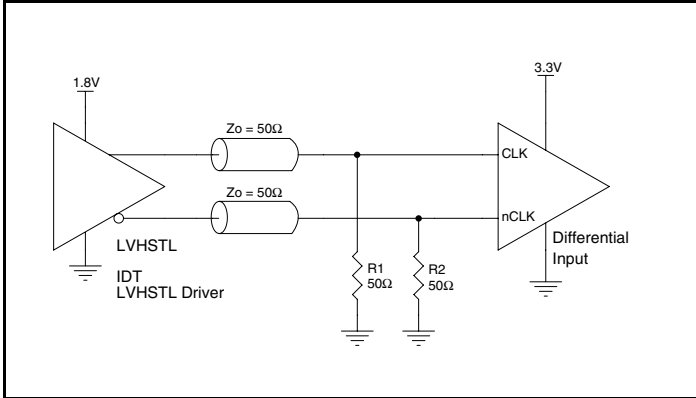 1.8V
3.3V
Zo = 50Ω
CLK
Zo = 50Ω
nCLK
LVHSTL
IDT
LVHSTL Driver
Differential
Input
R1
50Ω
R2
50Ω